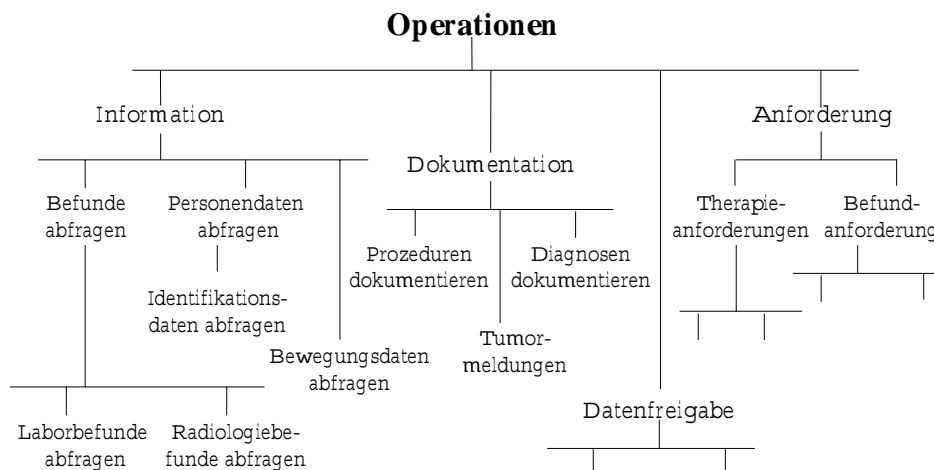 Operationen
Information
Anforderung
Dokumentation
Befunde
abfragen
Personendaten
abfragen
Therapie-
anforderungen
Befund-
anforderung
Prozeduren
dokumentieren
Diagnosen
dokumentieren
Identifikations-
daten abfragen
Bewegungsdaten
abfragen
Tumor-
meldungen
Datenfreigabe
Laborbefunde
abfragen
Radiologiebe-
funde abfragen